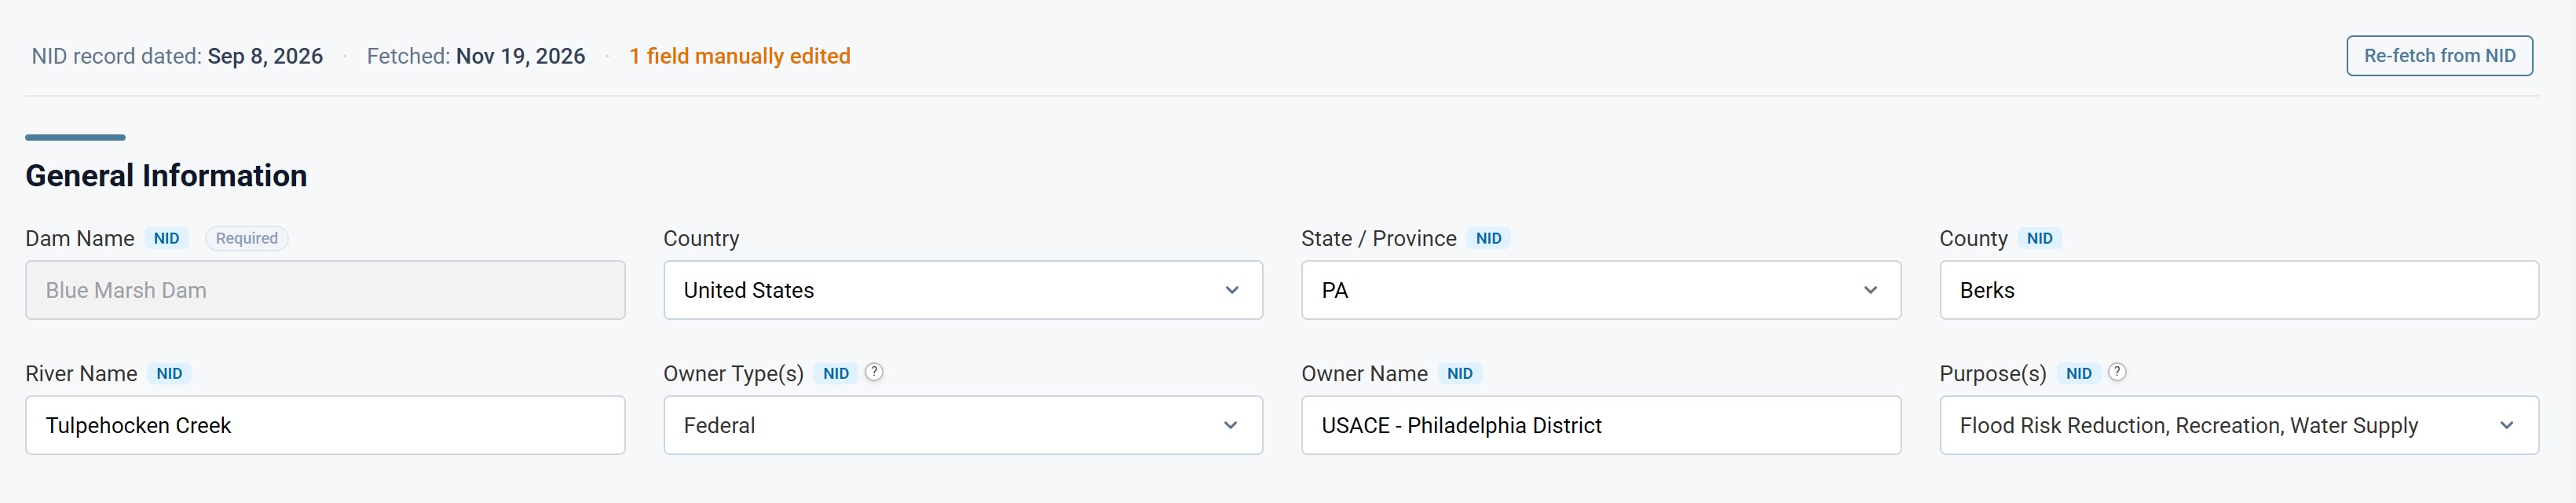 NID record dated: Sep 8, 2026 · Fetched: Nov 19, 2026 · 1 field manually edited
Re-fetch from NID
General Information
Dam Name NID Required
Blue Marsh Dam
Country
United States
State / Province NID
PA
County NID
Berks
River Name NID
Tulpehocken Creek
Owner Type(s) NID ?
Federal
Owner Name NID
USACE - Philadelphia District
Purpose(s) NID ?
Flood Risk Reduction, Recreation, Water Supply